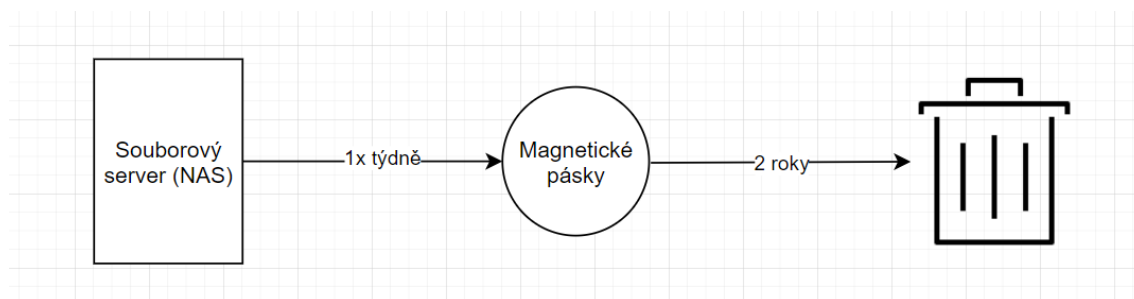 Souborový
server (NAS)
1x týdně
Magnetické
pásky
2 roky